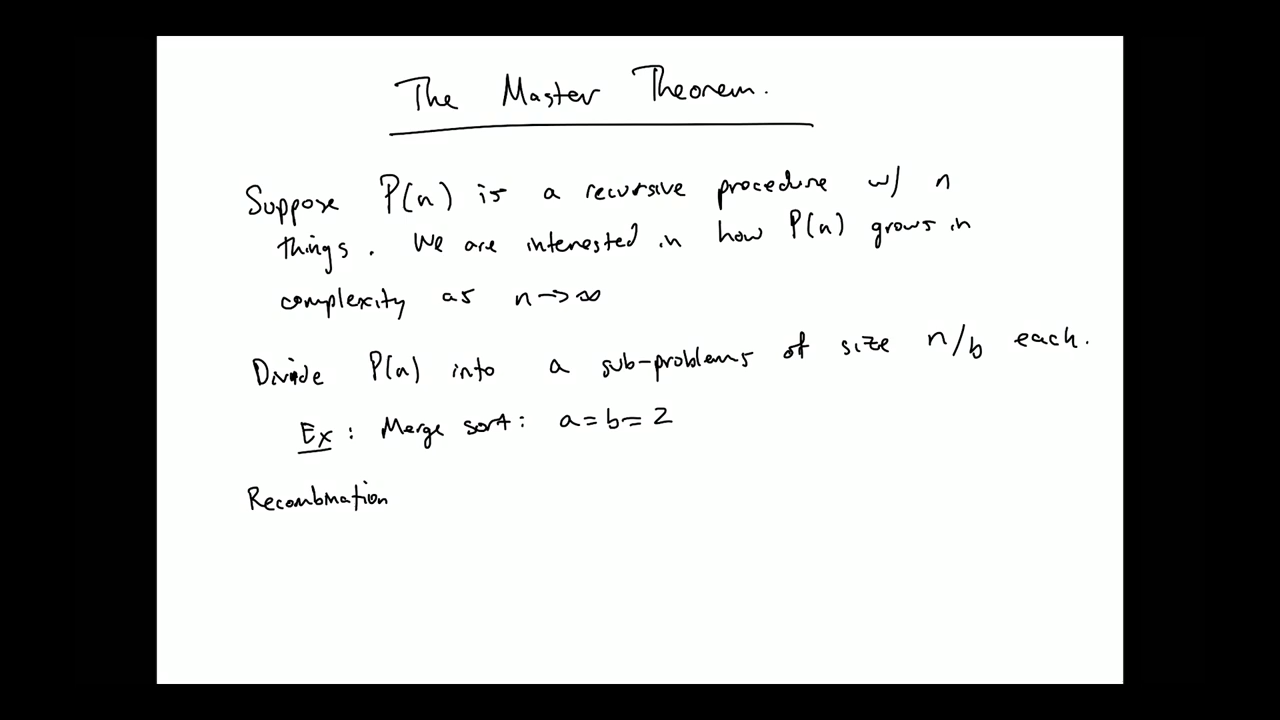 The Master Theorem.
Suppose P(n) is a recursive procedure w/ n
things. We are interested in how P(n) grows in
complexity as n→∞
Divide P(n) into a sub-problems of size n/b each.
Ex: Merge sort: a=b=2
Recombination